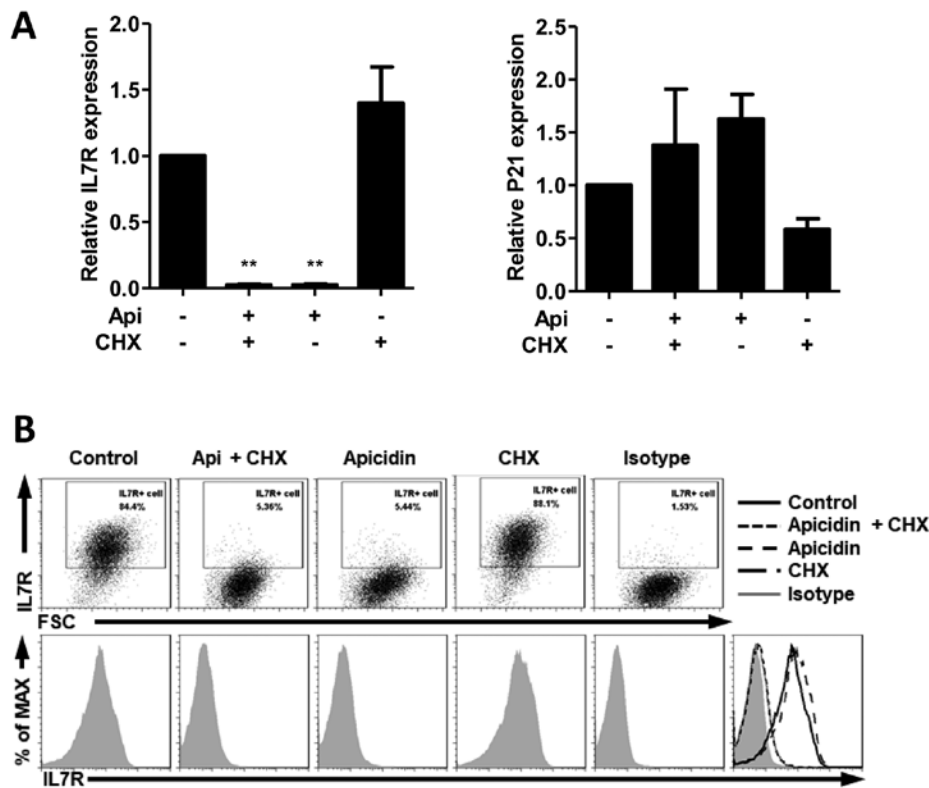 A
Relative IL7R expression
2.0
1.5
1.0
0.5
0.0
** **
Api - + + -
CHX - + - +
Relative P21 expression
2.5
2.0
1.5
1.0
0.5
0.0
Api - + + -
CHX - + - +
B
Control Api + CHX Apicidin CHX Isotype
IL7R+ cell
84.4%
IL7R+ cell
5.36%
IL7R+ cell
5.44%
IL7R+ cell
88.1%
IL7R+ cell
1.53%
IL7R
FSC
Control
Apicidin + CHX
Apicidin
CHX
Isotype
% of MAX
IL7R